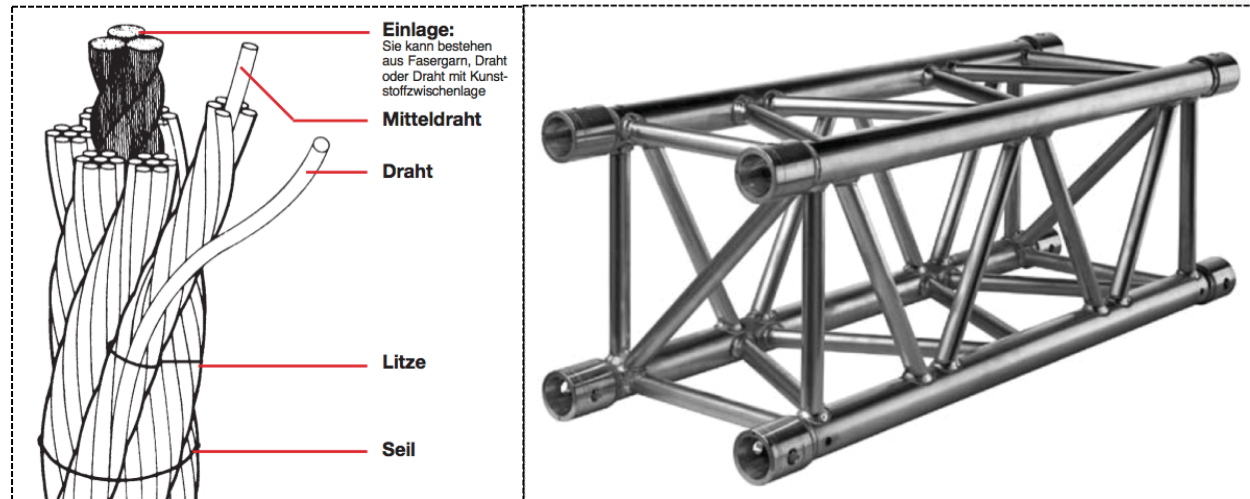 Einlage:
Sie kann bestehen
aus Fasergarn, Draht
oder Draht mit Kunst-
stoffzwischenlage
Mitteldraht
Draht
Litze
Seil